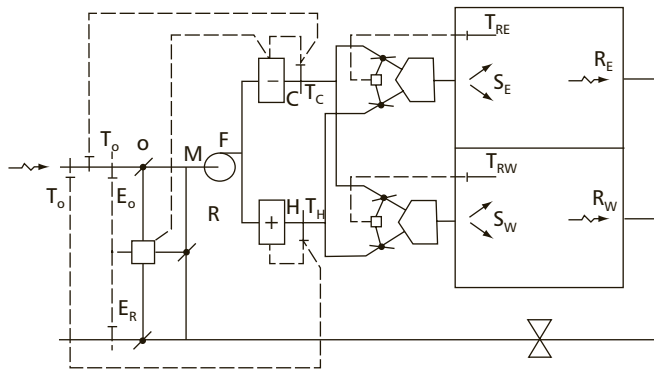 T_RE
S_E
R_E
C T_C
F
M
o
T_o
T_o
E_o
R
H T_H
T_RW
S_W
R_W
E_R
−
+